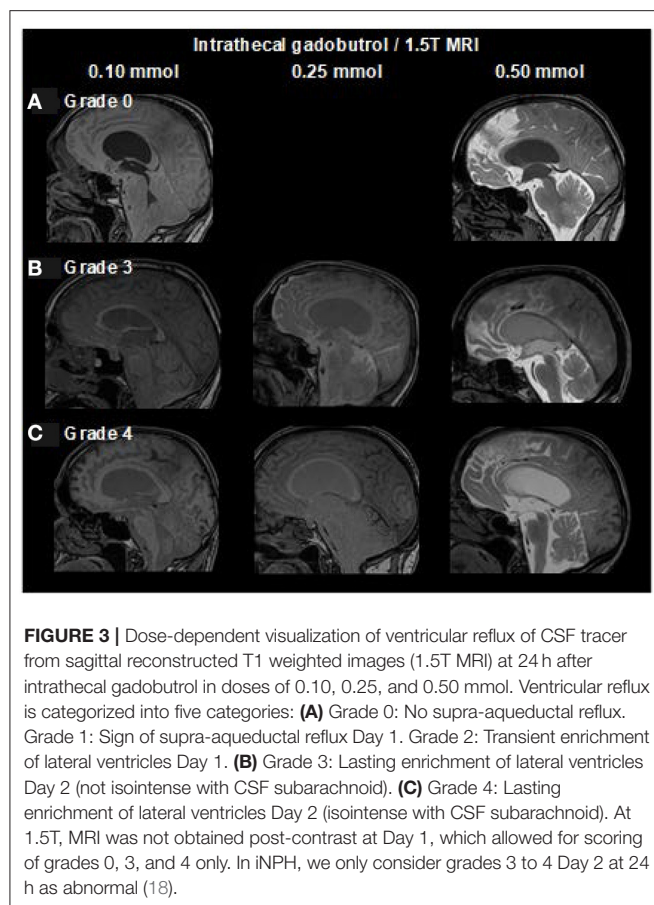 Intrathecal gadobutrol / 1.5T MRI
0.10 mmol 0.25 mmol 0.50 mmol
A Grade 0
B Grade 3
C Grade 4
FIGURE 3 | Dose-dependent visualization of ventricular reflux of CSF tracer
from sagittal reconstructed T1 weighted images (1.5T MRI) at 24 h after
intrathecal gadobutrol in doses of 0.10, 0.25, and 0.50 mmol. Ventricular reflux
is categorized into five categories: (A) Grade 0: No supra-aqueductal reflux.
Grade 1: Sign of supra-aqueductal reflux Day 1. Grade 2: Transient enrichment
of lateral ventricles Day 1. (B) Grade 3: Lasting enrichment of lateral ventricles
Day 2 (not isointense with CSF subarachnoid). (C) Grade 4: Lasting
enrichment of lateral ventricles Day 2 (isointense with CSF subarachnoid). At
1.5T, MRI was not obtained post-contrast at Day 1, which allowed for scoring
of grades 0, 3, and 4 only. In iNPH, we only consider grades 3 to 4 Day 2 at 24
h as abnormal (18).